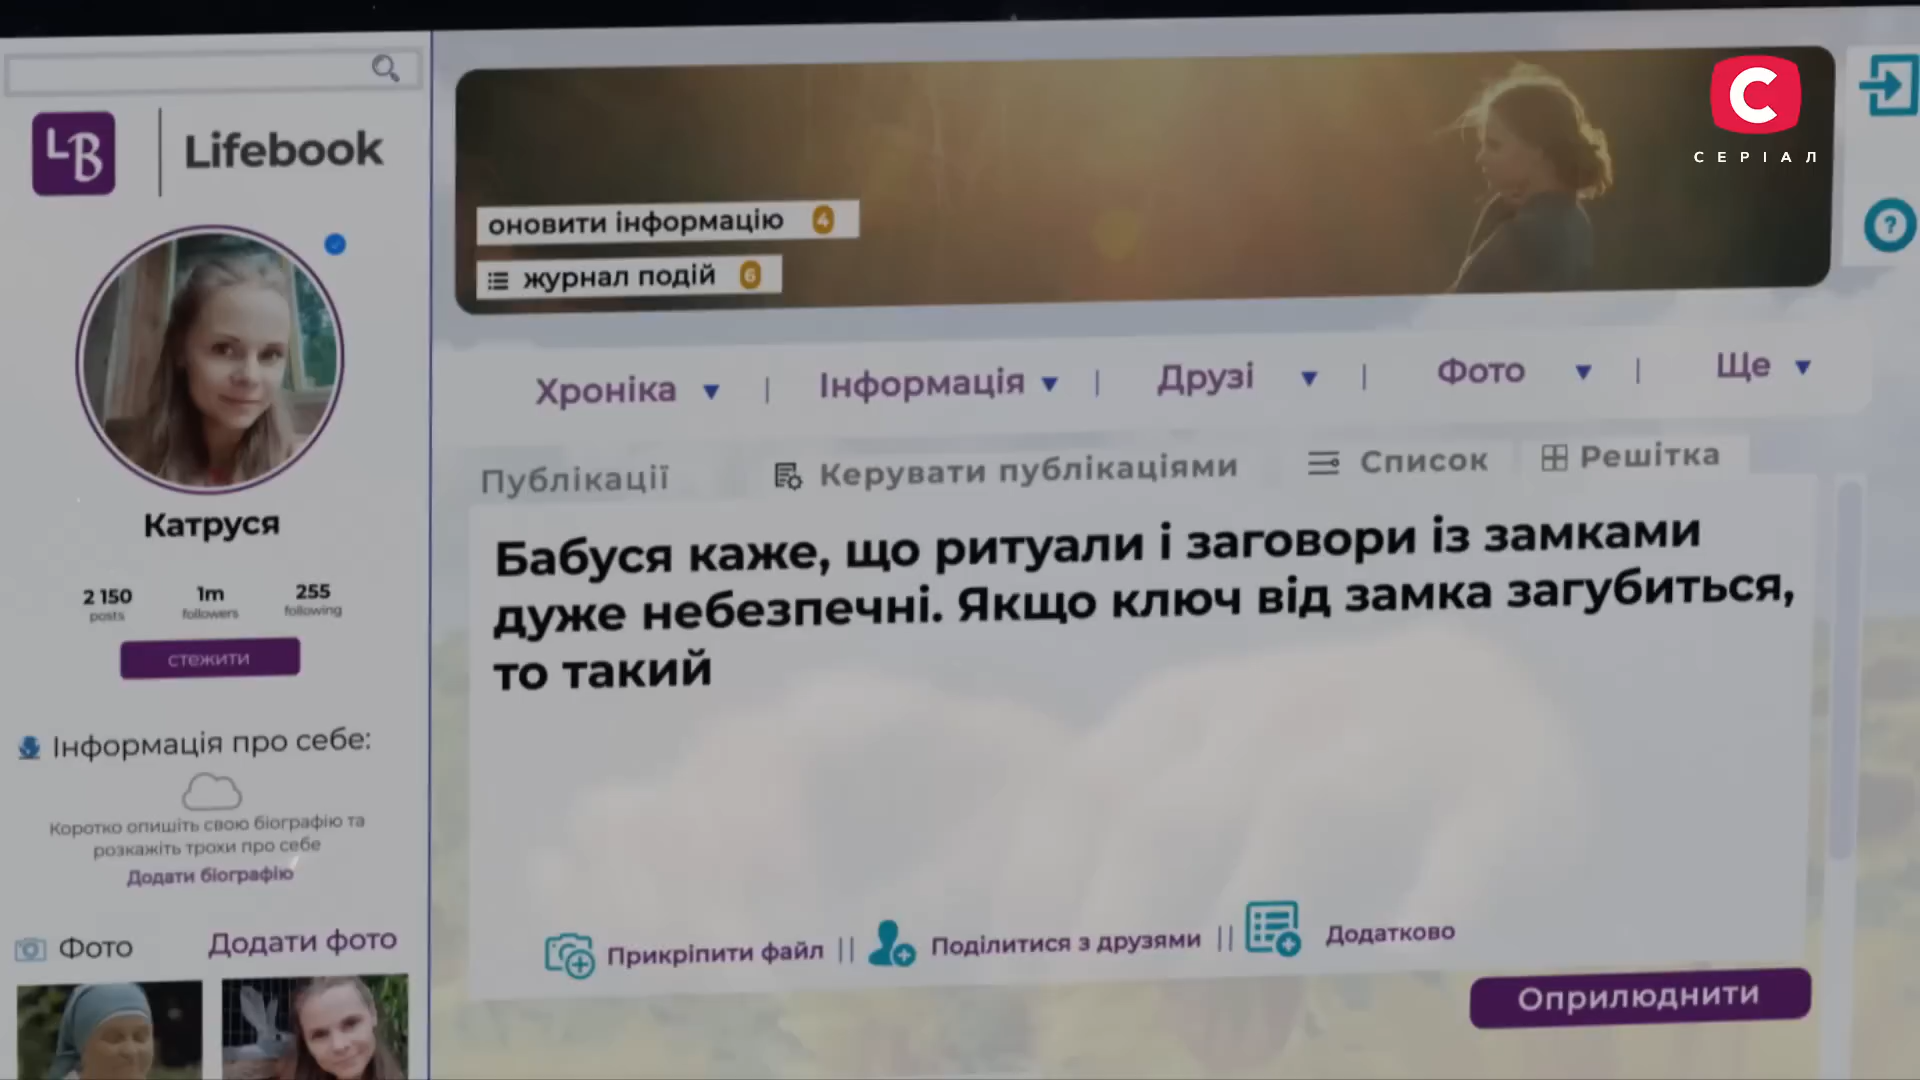 LB
Lifebook
Катруся
2 150
1m
255
posts
followers
following
стежити
Інформація про себе:
Коротко опишіть свою біографію та
розкажіть трохи про себе
Додати біографію
Фото
Додати фото
оновити інформацію 4
журнал подій 6
С
СЕРІАЛ
?
Хроніка
Інформація
Друзі
Фото
Ще
Публікації
Керувати публікаціями
Список
Решітка
Бабуся каже, що ритуали і заговори із замками
дуже небезпечні. Якщо ключ від замка загубиться,
то такий
Прикріпити файл
Поділитися з друзями
Додатково
Оприлюднити